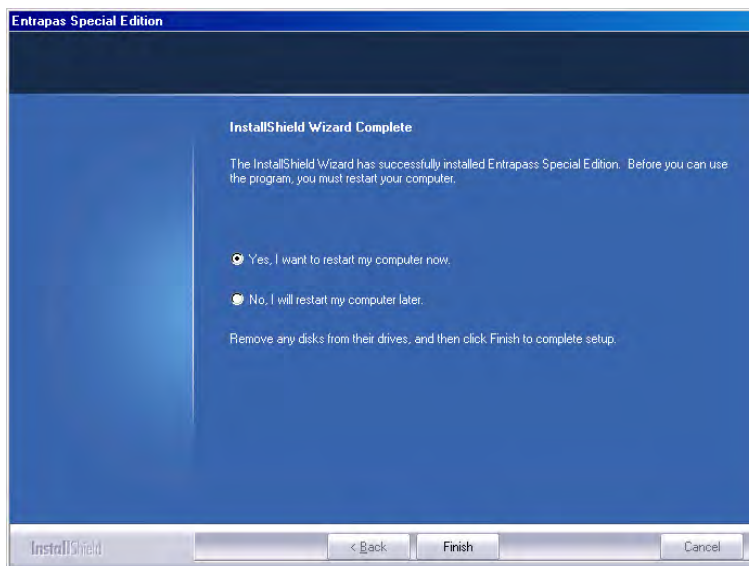 Entrapas Special Edition
InstallShield Wizard Complete
The InstallShield Wizard has successfully installed Entrapass Special Edition. Before you can use
the program, you must restart your computer.
Yes, I want to restart my computer now.
No, I will restart my computer later.
Remove any disks from their drives, and then click Finish to complete setup.
InstallShield
< Back
Finish
Cancel